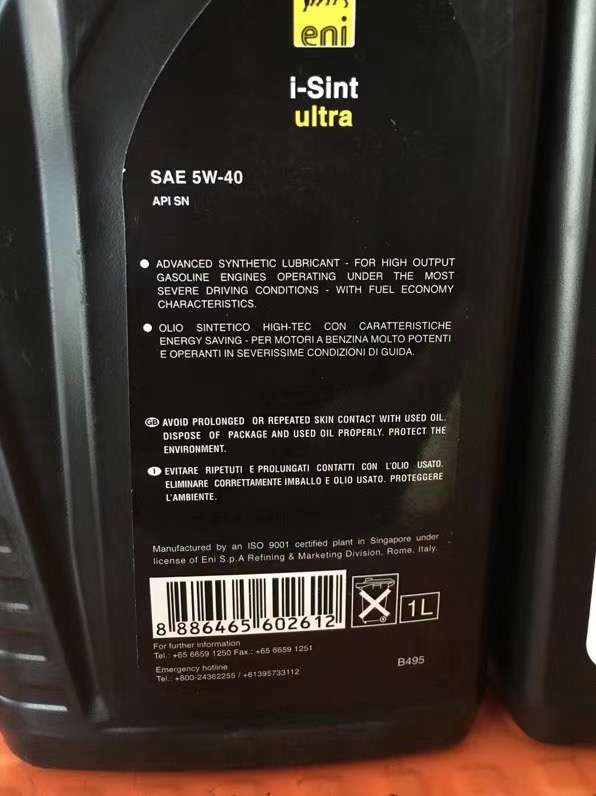 eni
i-Sint
ultra
SAE 5W-40
API SN
ADVANCED SYNTHETIC LUBRICANT - FOR HIGH OUTPUT
GASOLINE ENGINES OPERATING UNDER THE MOST
SEVERE DRIVING CONDITIONS - WITH FUEL ECONOMY
CHARACTERISTICS.
OLIO SINTETICO HIGH-TEC CON CARATTERISTICHE
ENERGY SAVING - PER MOTORI A BENZINA MOLTO POTENTI
E OPERANTI IN SEVERISSIME CONDIZIONI DI GUIDA.
GB AVOID PROLONGED OR REPEATED SKIN CONTACT WITH USED OIL.
DISPOSE OF PACKAGE AND USED OIL PROPERLY. PROTECT THE
ENVIRONMENT.
I EVITARE RIPETUTI E PROLUNGATI CONTATTI CON L'OLIO USATO.
ELIMINARE CORRETTAMENTE IMBALLO E OLIO USATO. PROTEGGERE
L'AMBIENTE.
Manufactured by an ISO 9001 certified plant in Singapore under
license of Eni S.p.A Refining & Marketing Division, Rome, Italy.
8 886465 602612
1L
For further information
Tel.: +65 6659 1250 Fax.: +65 6659 1251
Emergency hotline
Tel.: +800-24362255 / +61395733112
B495